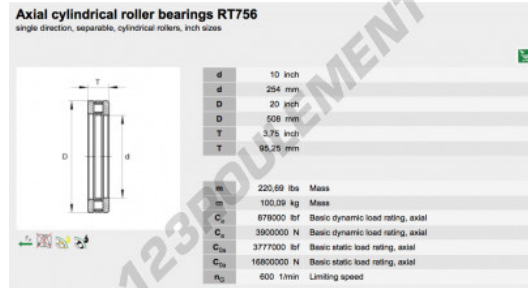 Axial cylindrical roller bearings RT756
single direction, separable, cylindrical rollers, inch sizes
T
D
d
d 10 inch
d 254 mm
D 20 inch
D 508 mm
T 3,75 inch
T 95,25 mm
m 220,69 lbs Mass
m 100,09 kg Mass
Ca 878000 lbf Basic dynamic load rating, axial
Ca 3900000 N Basic dynamic load rating, axial
C0a 3777000 lbf Basic static load rating, axial
C0a 16800000 N Basic static load rating, axial
nG 600 1/min Limiting speed
123ROULEMENT